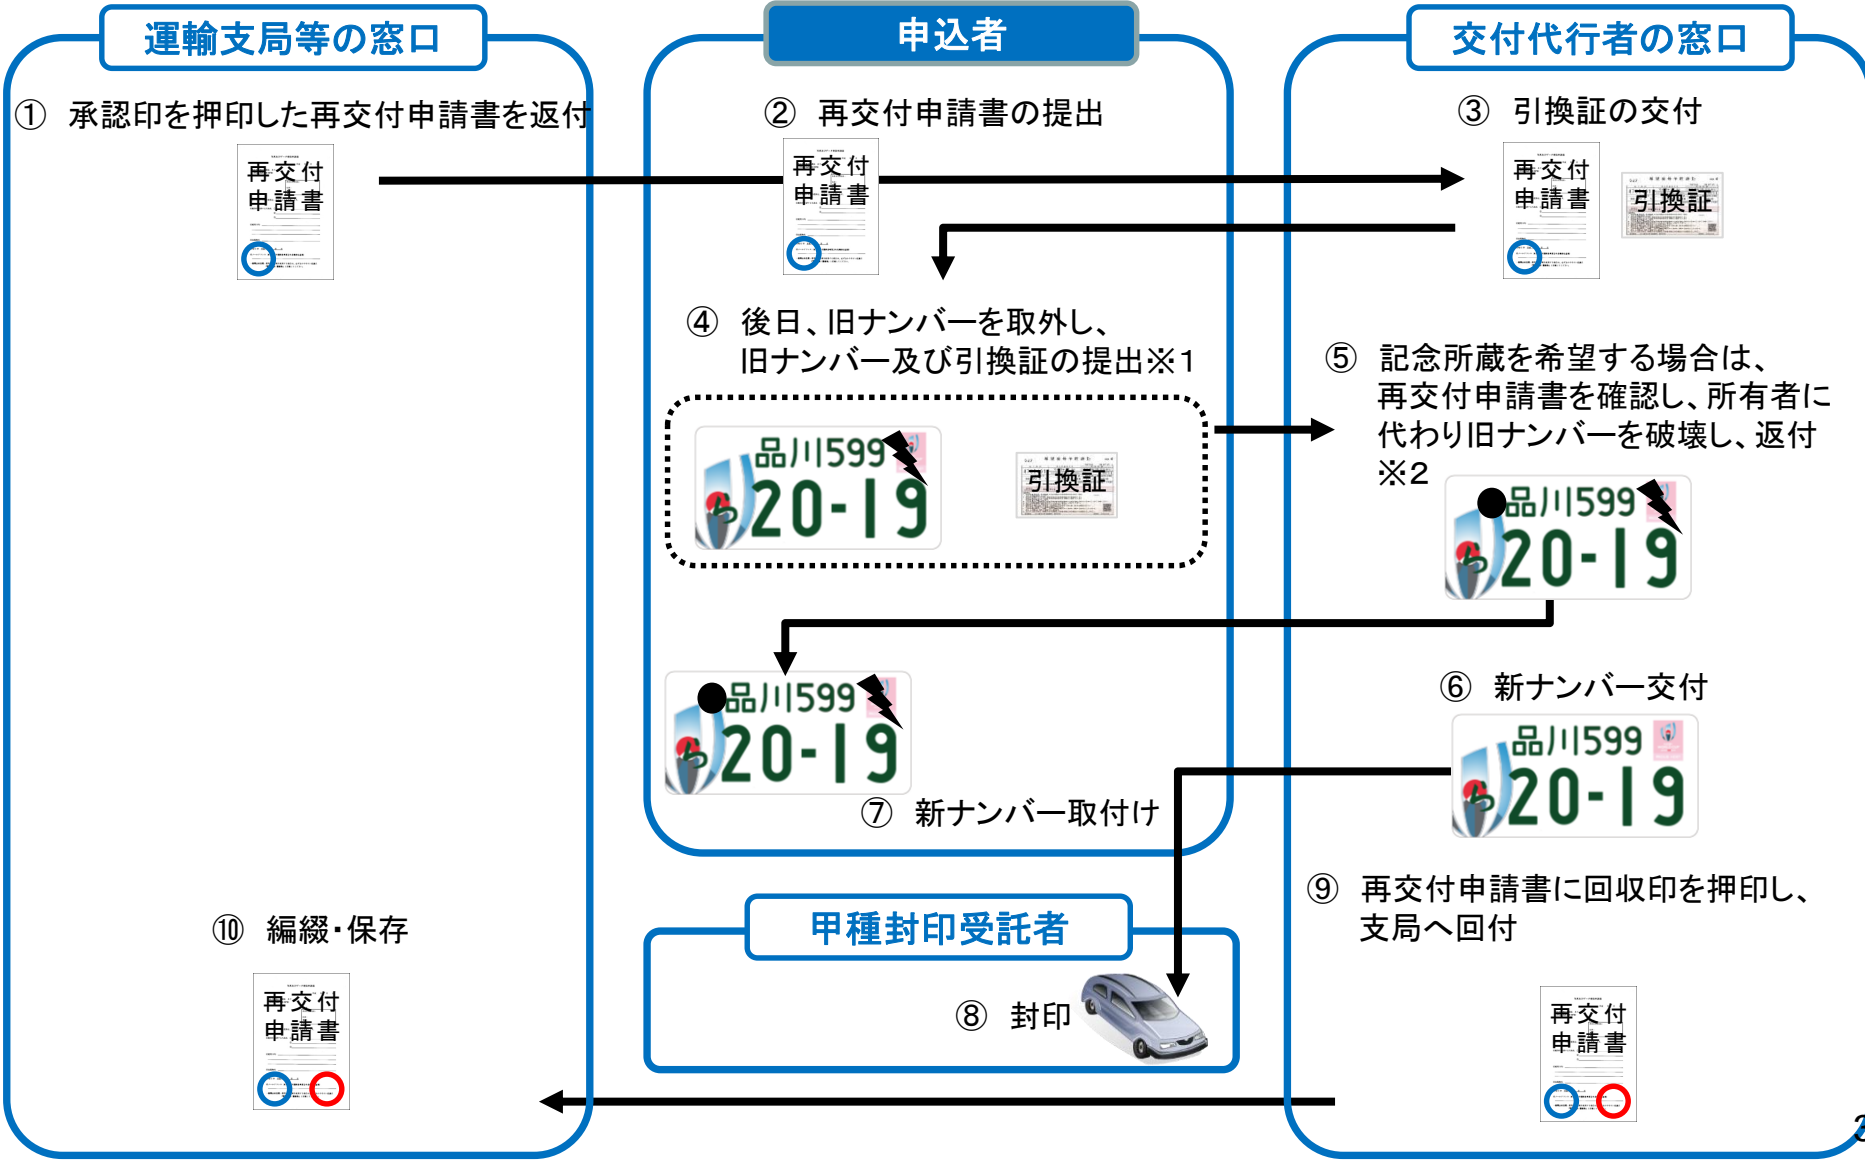 運輸支局等の窓口
申込者
交付代行者の窓口
① 承認印を押印した再交付申請書を返付
② 再交付申請書の提出
③ 引換証の交付
再交付
申請書
再交付
申請書
再交付
申請書
引換証
④ 後日、旧ナンバーを取外し、
旧ナンバー及び引換証の提出※1
⑤ 記念所蔵を希望する場合は、
再交付申請書を確認し、所有者に
代わり旧ナンバーを破壊し、返付
※2
品川599
ら 20-19
引換証
品川599
ら 20-19
品川599
ら 20-19
⑥ 新ナンバー交付
品川599
ら 20-19
⑦ 新ナンバー取付け
⑨ 再交付申請書に回収印を押印し、
支局へ回付
甲種封印受託者
⑧ 封印
⑩ 編綴・保存
再交付
申請書
再交付
申請書
3